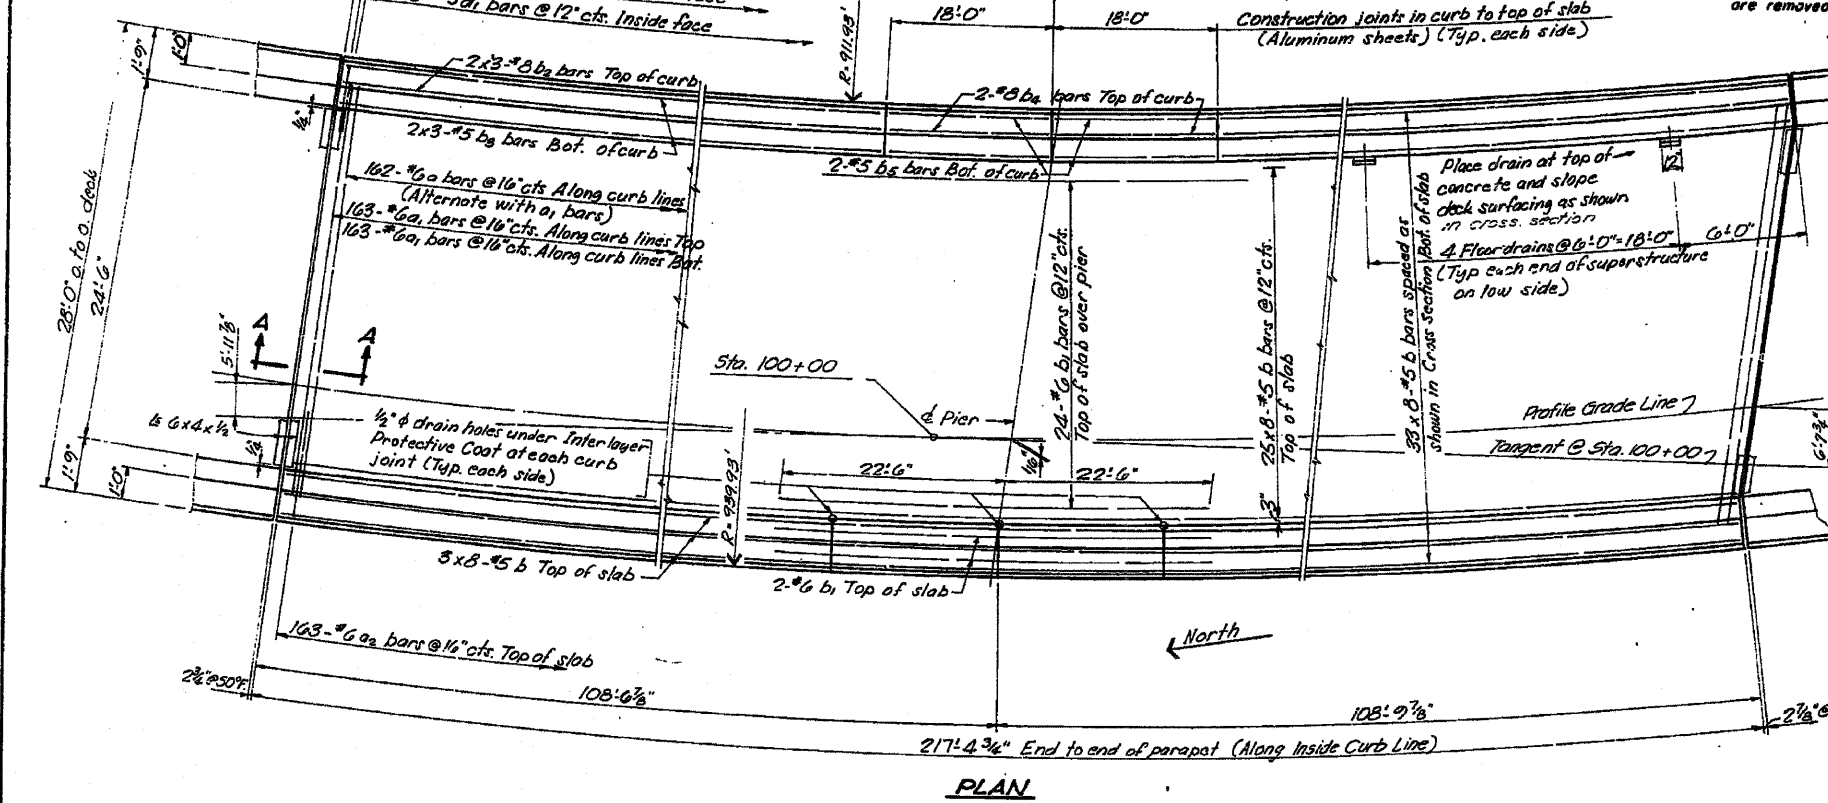 a, bars @ 12" cts. Inside face
are removed
18'-0"
18'-0"
Construction joints in curb to top of slab
(Aluminum sheets) (Typ. each side)
R=911.93'
1'-9"
1'-0"
2x3-#8 b2 bars Top of curb
2-#8 b4 bars Top of curb
1/4"
2x3-#5 b3 bars Bot. of curb
2-#5 b5 bars Bot. of curb
162-#6 a bars @ 16" cts Along curb lines
(Alternate with a, bars)
163-#6 a, bars @ 16" cts. Along curb lines Top
163-#6 a, bars @ 16" cts. Along curb lines Bot.
Place drain at top of
concrete and slope
deck surfacing as shown
in cross section
12"
4 Floor drains @ 6'-0" = 18'-0"
6'-0"
(Typ each end of superstructure
on low side)
28'-0" o. to o. deck
24'-6"
24-#6 b, bars @ 12" cts.
Top of slab over pier
25x8-#5 b bars @ 12" cts.
Top of slab
33x8-#5 b bars spaced as
shown in Cross Section Bot. of slab
A
A
5'-11 7/8"
Sta. 100+00
Profile Grade Line
Tangent @ Sta. 100+00
6'-7 3/4"
℄ Pier
Ls 6x4x1/2
1/4"
1/2" φ drain holes under Interlayer
Protective Coat at each curb
joint (Typ. each side)
22'-6"
22'-6"
3"
1'-9"
1'-0"
R=939.93'
3x8-#5 b Top of slab
2-#6 b, Top of slab
North
163-#6 a2 bars @ 16" cts. Top of slab
2 3/4" @ 50°F.
108'-6 7/8"
108'-9 7/8"
2 7/8" @
217'-4 3/4" End to end of parapet (Along Inside Curb Line)
PLAN